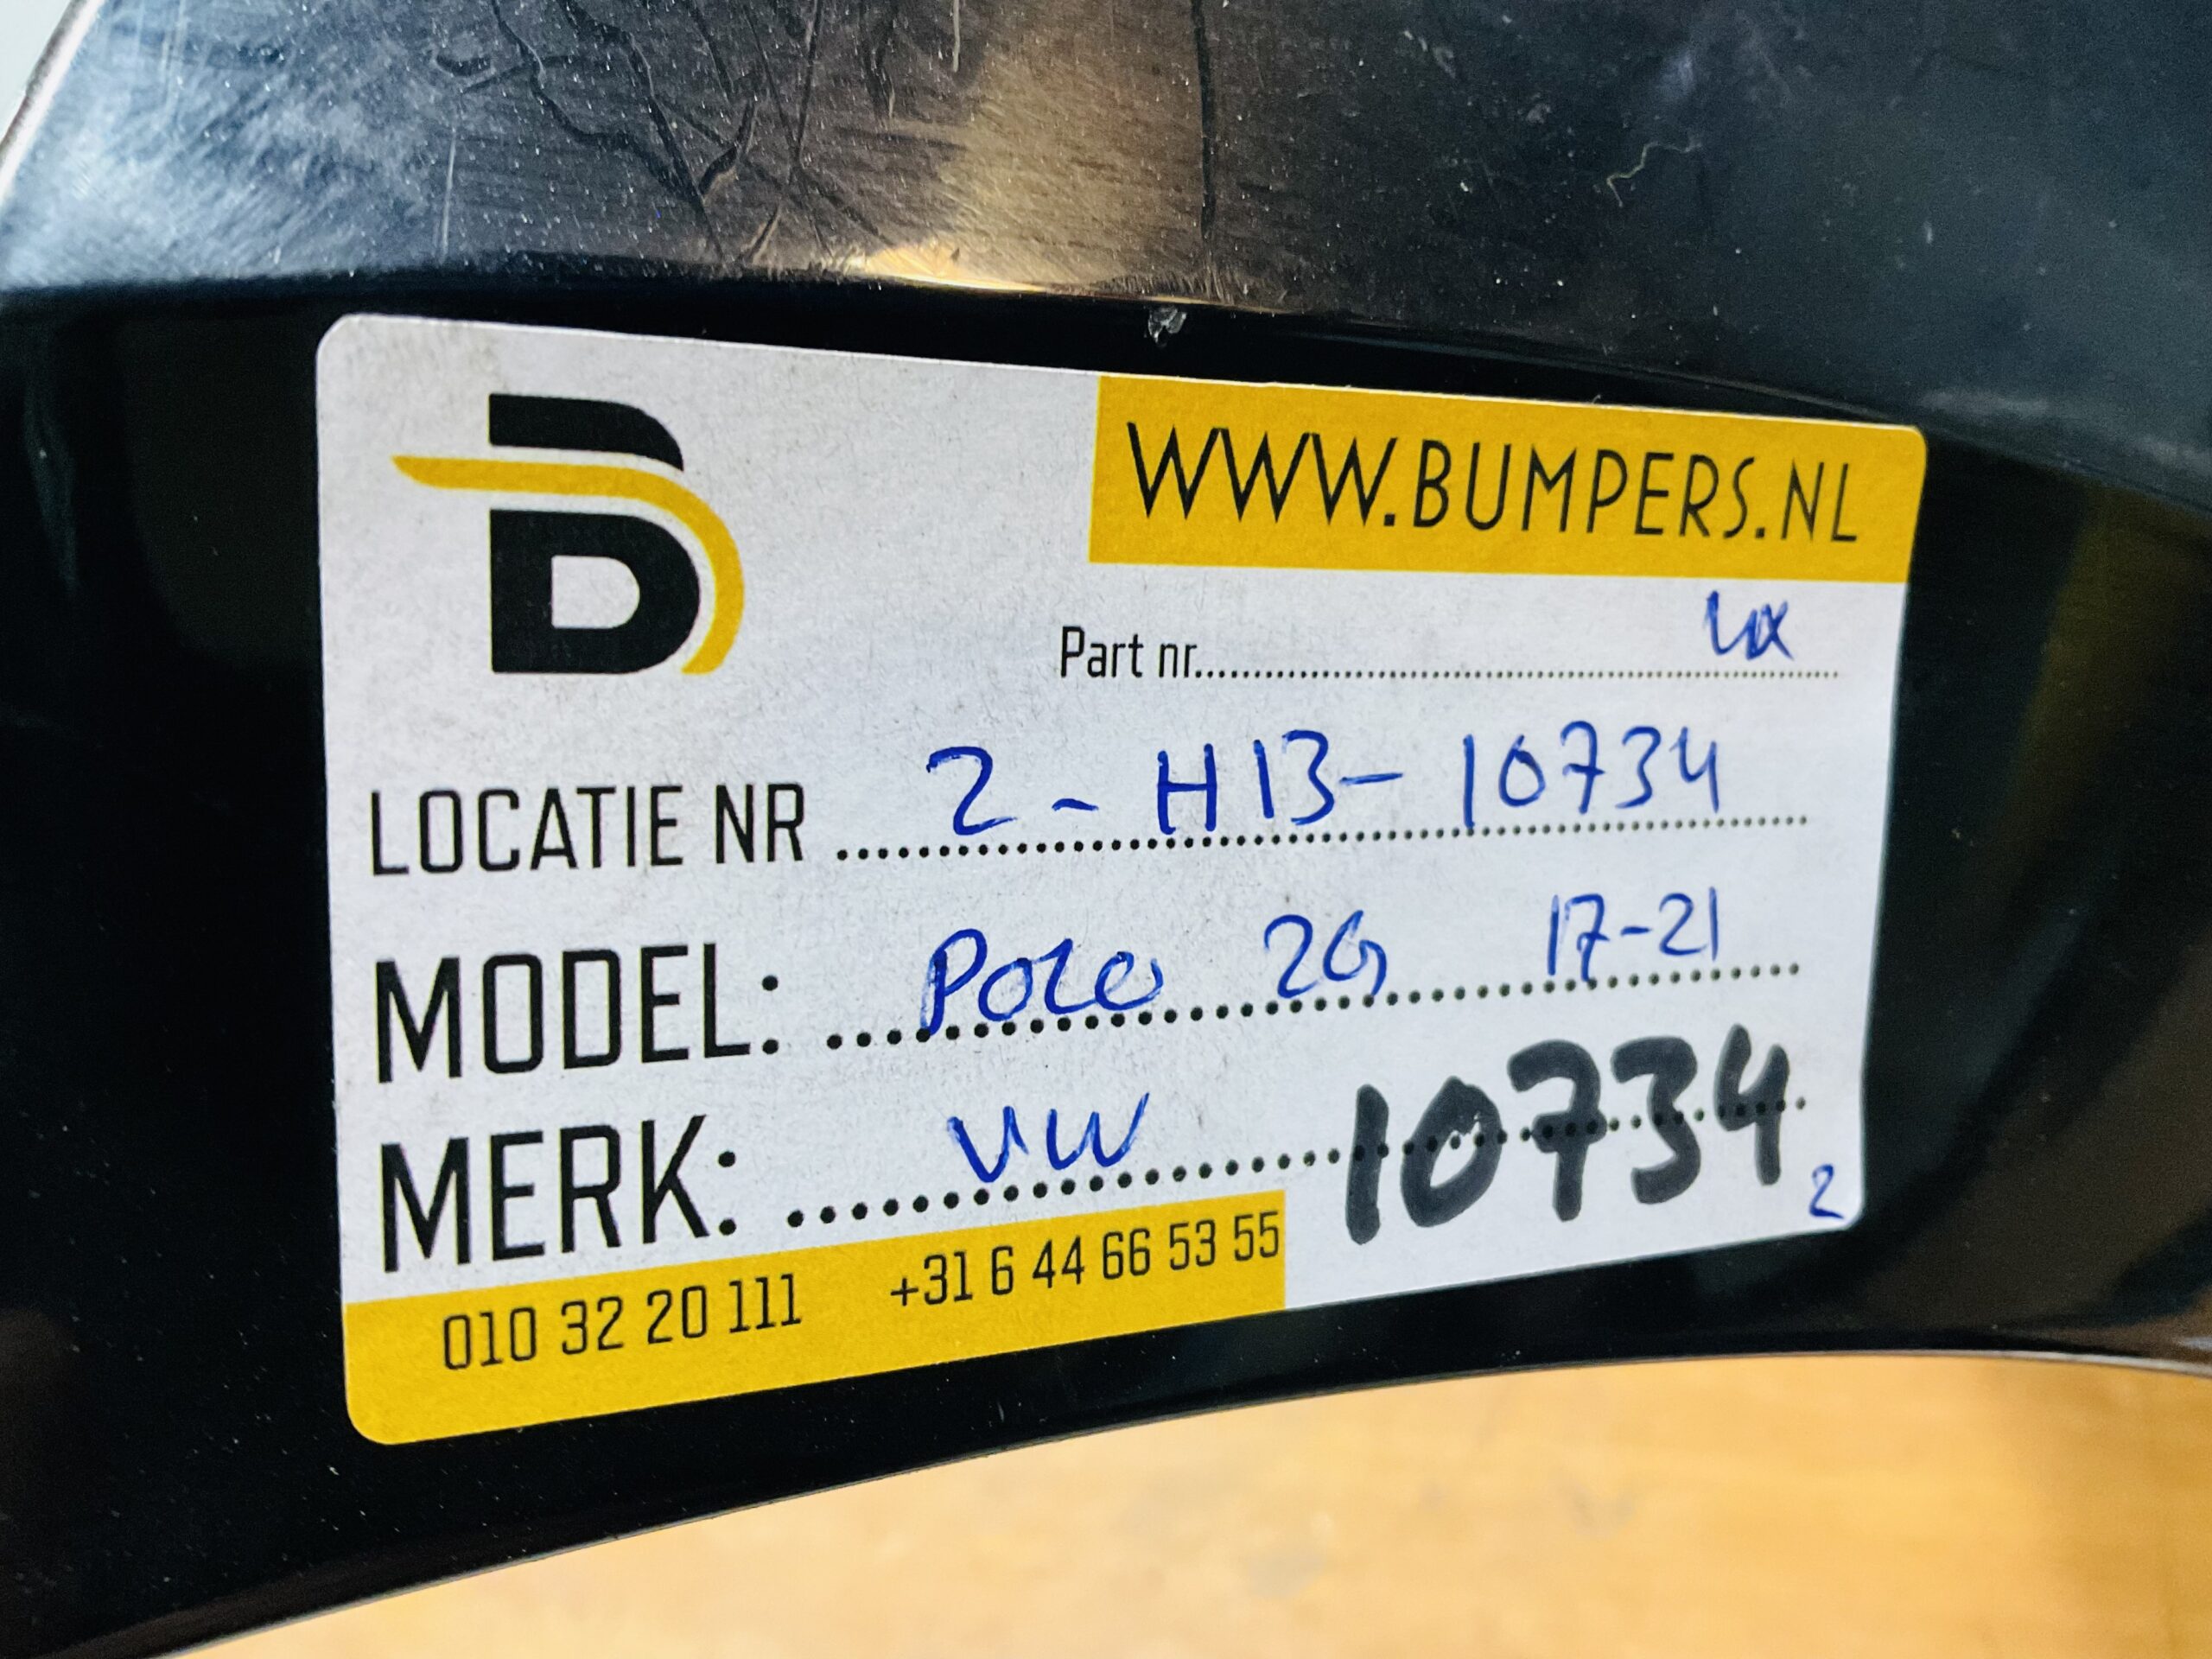 B
WWW.BUMPERS.NL
4x
Part nr.............................
LOCATIE NR 2-H13-10734
MODEL: Polo 2G 17-21
MERK: VW 10734
2
010 32 20 111 +31 6 44 66 53 55